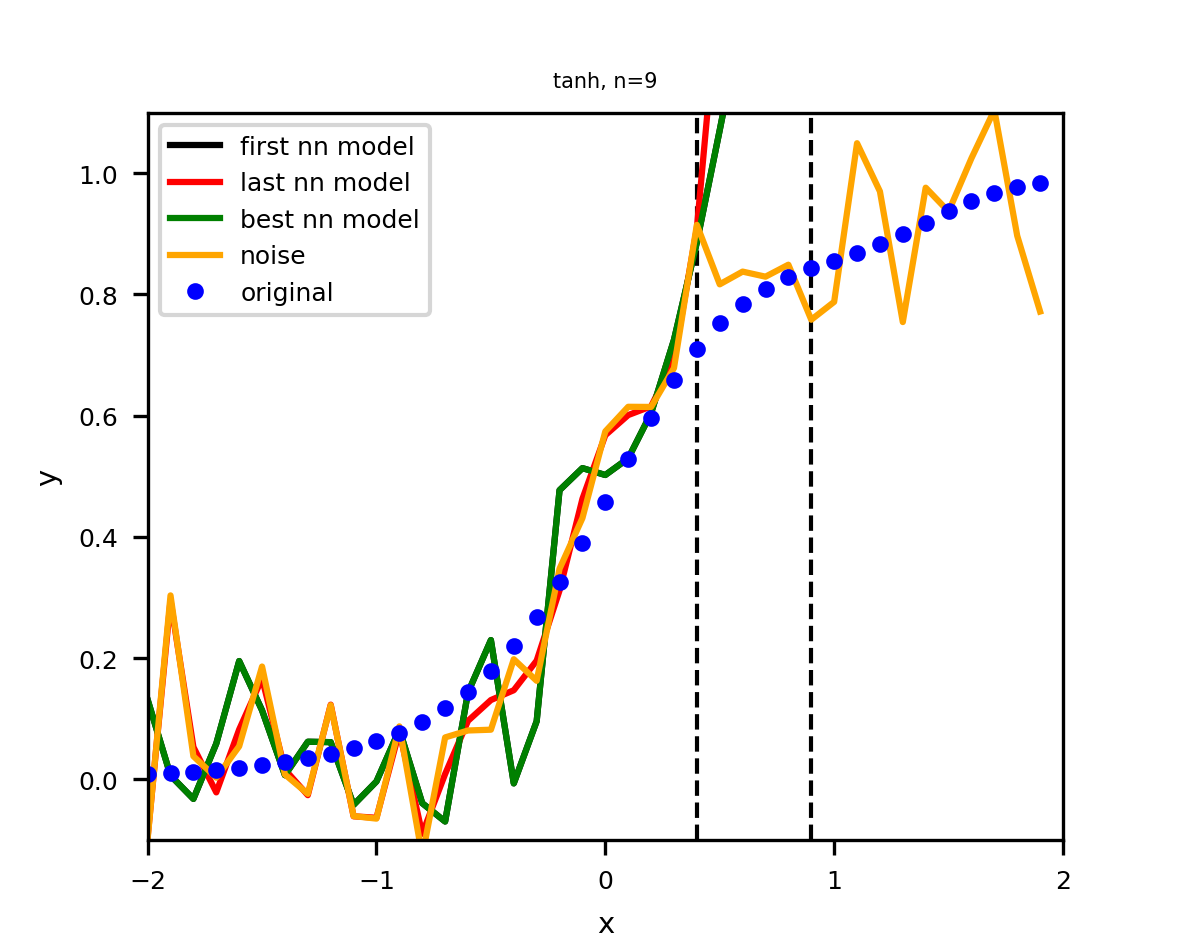 tanh, n=9
first nn model
last nn model
best nn model
noise
original
1.0
0.8
0.6
0.4
0.2
0.0
y
−2
−1
0
1
2
x